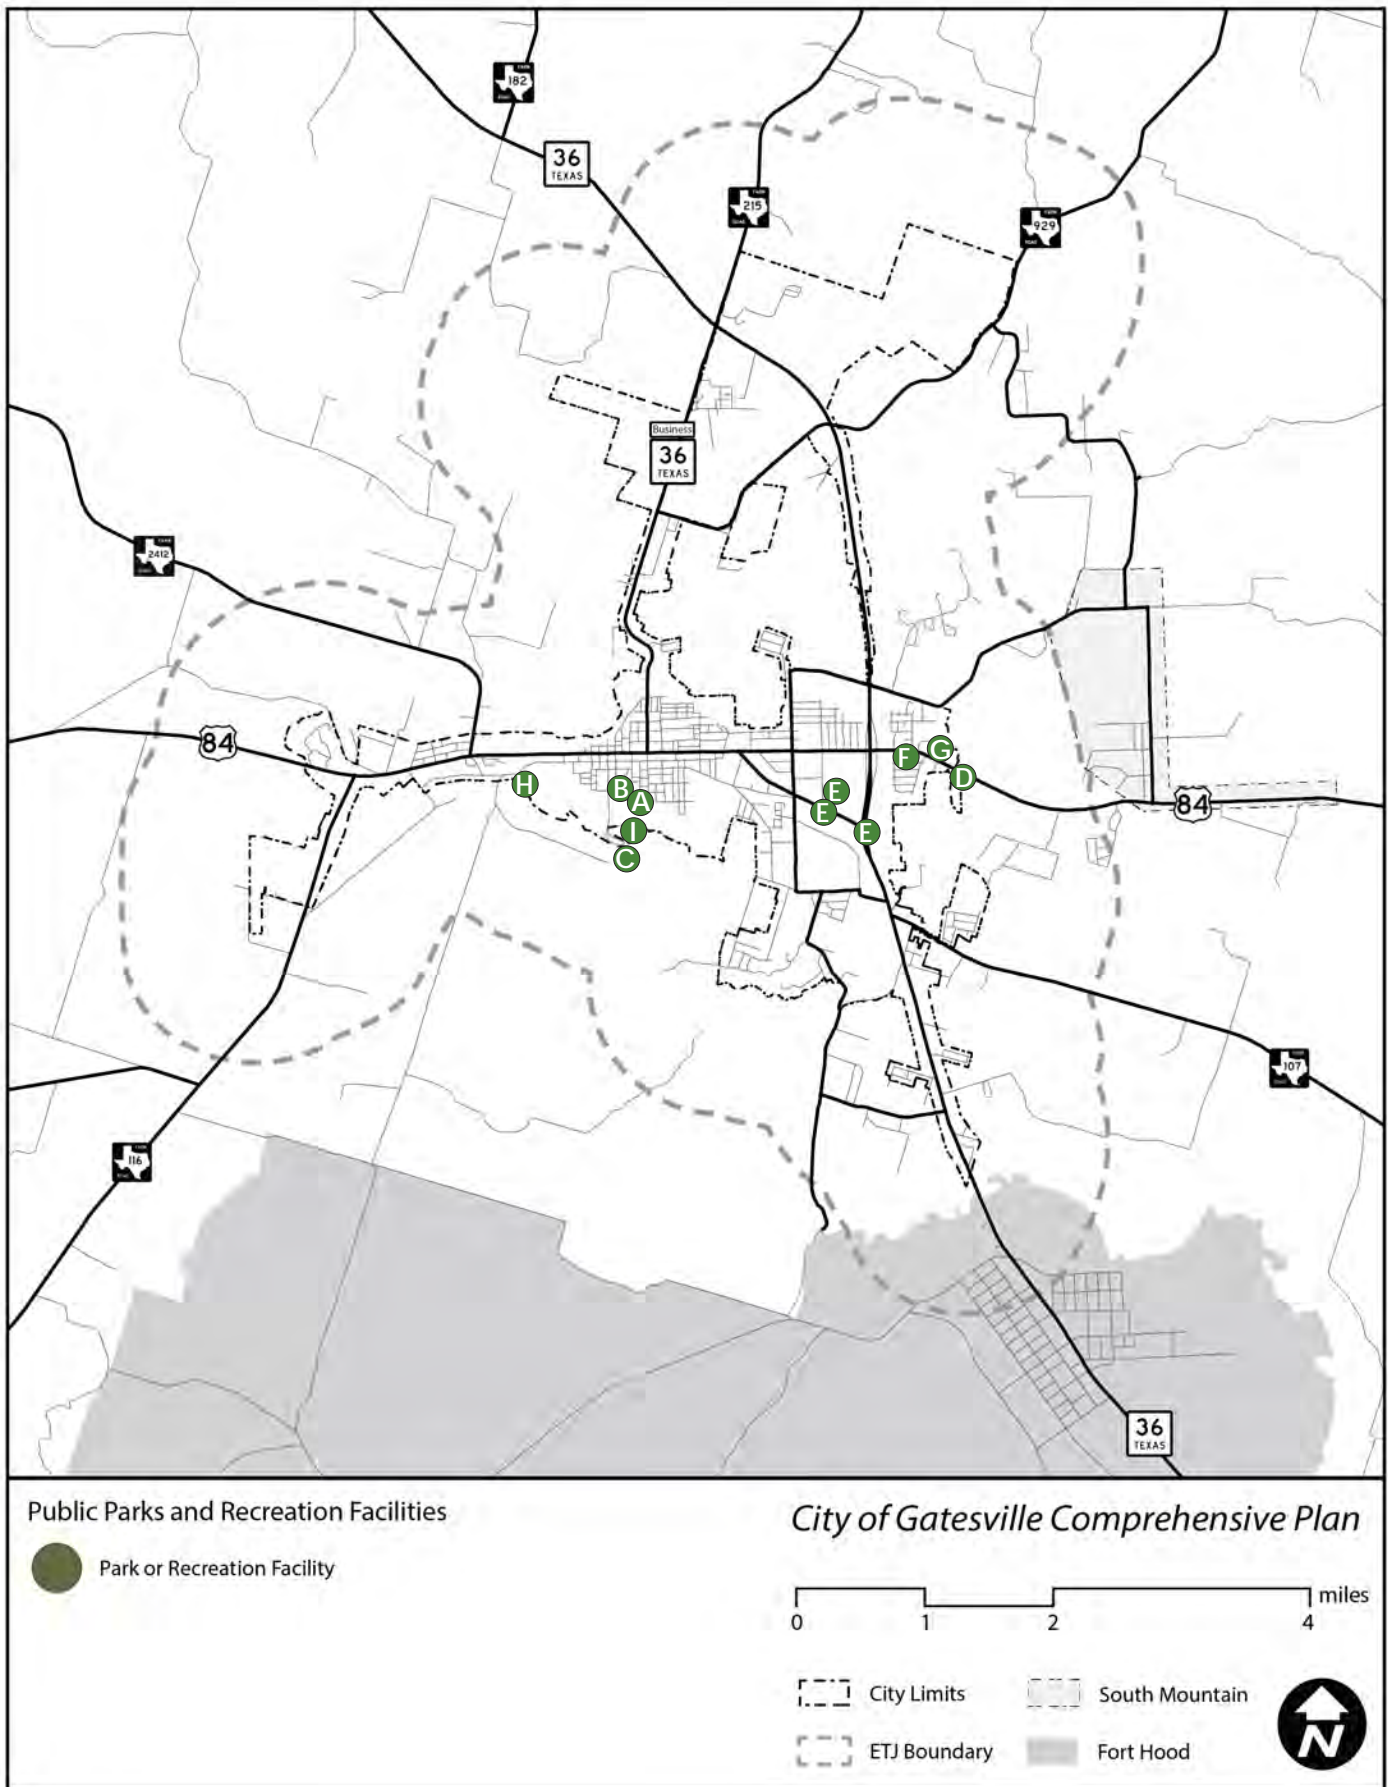 182
36
TEXAS
215
929
Business
36
TEXAS
2412
84
F
G
D
H
B
A
E
E
E
I
C
84
107
116
36
TEXAS
Public Parks and Recreation Facilities
Park or Recreation Facility
City of Gatesville Comprehensive Plan
miles
0 1 2 4
City Limits
South Mountain
ETJ Boundary
Fort Hood
N